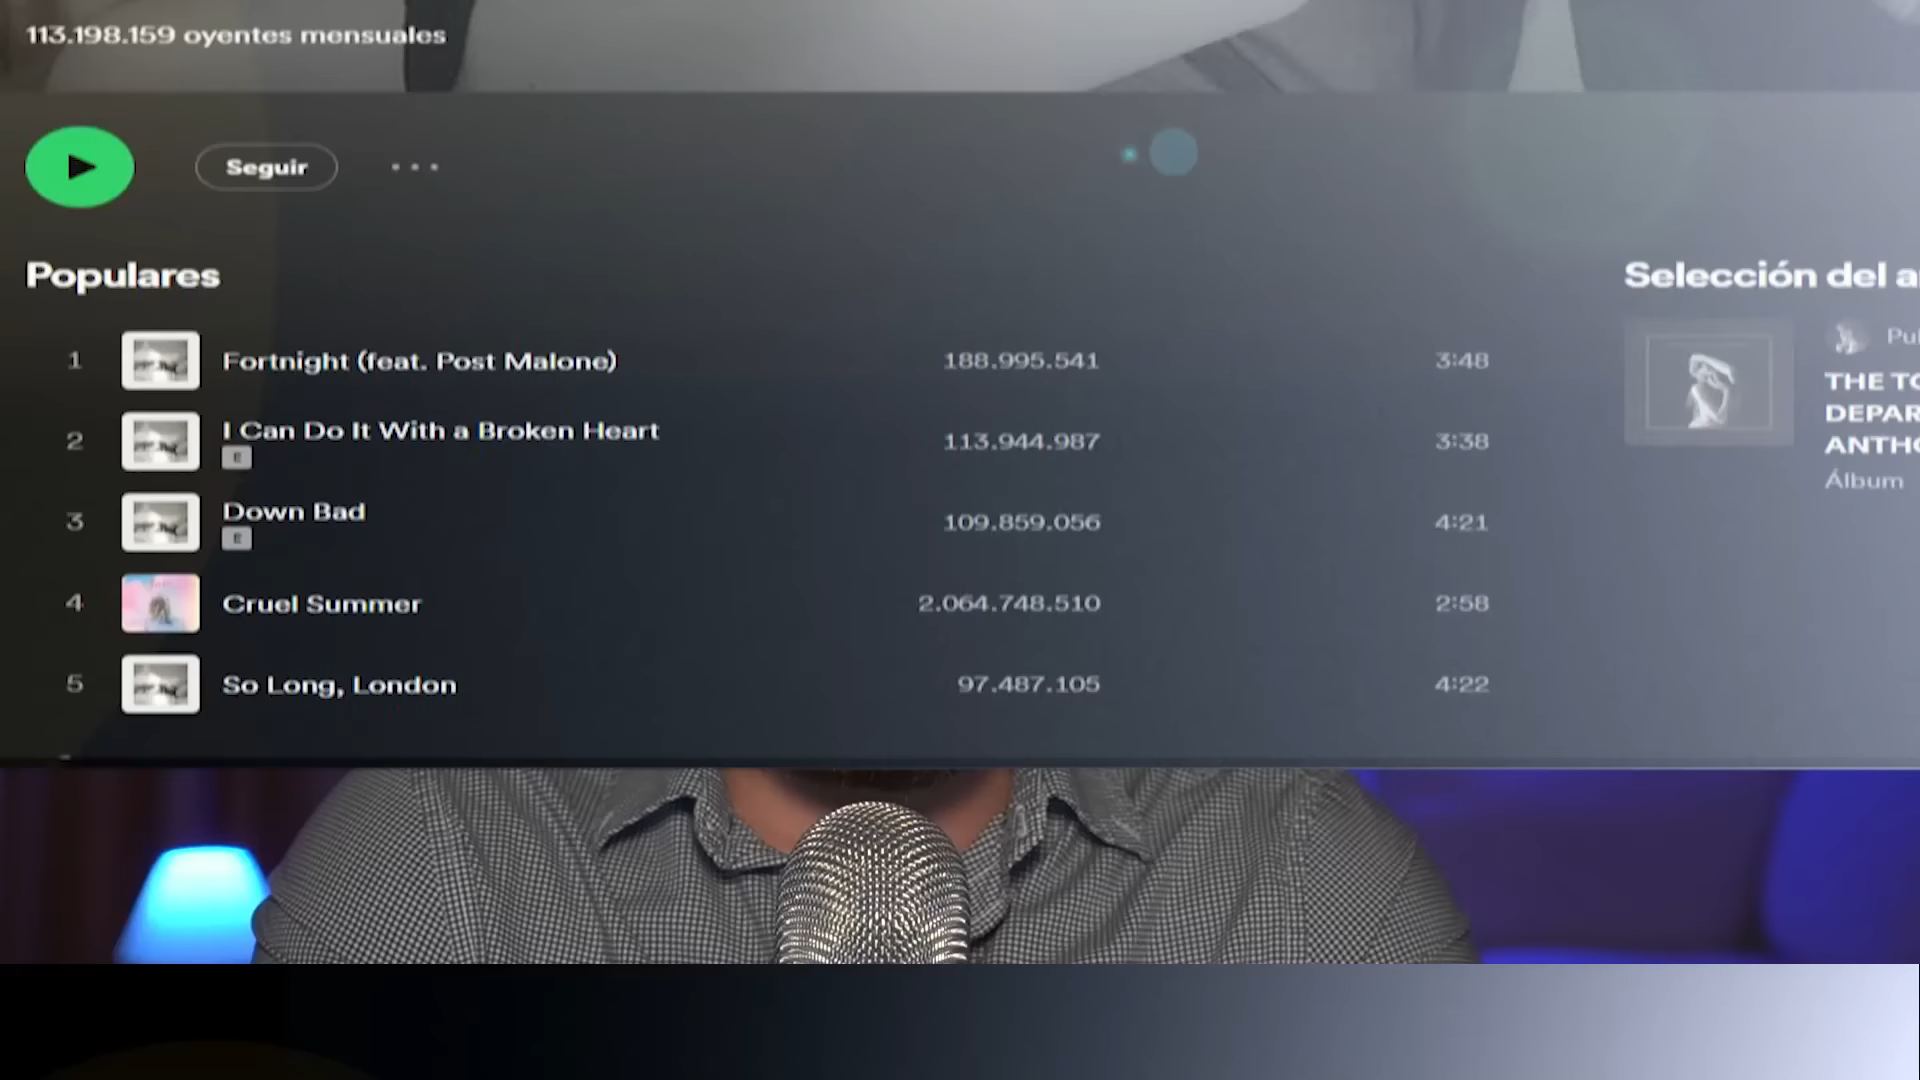 113.198.159 oyentes mensuales
Seguir
Populares
1 Fortnight (feat. Post Malone) 188.995.541 3:48
2 I Can Do It With a Broken Heart 113.944.987 3:38
E
3 Down Bad 109.859.056 4:21
E
4 Cruel Summer 2.064.748.510 2:58
5 So Long, London 97.487.105 4:22
Selección del a
Pu
THE TO
DEPAR
ANTHO
Álbum